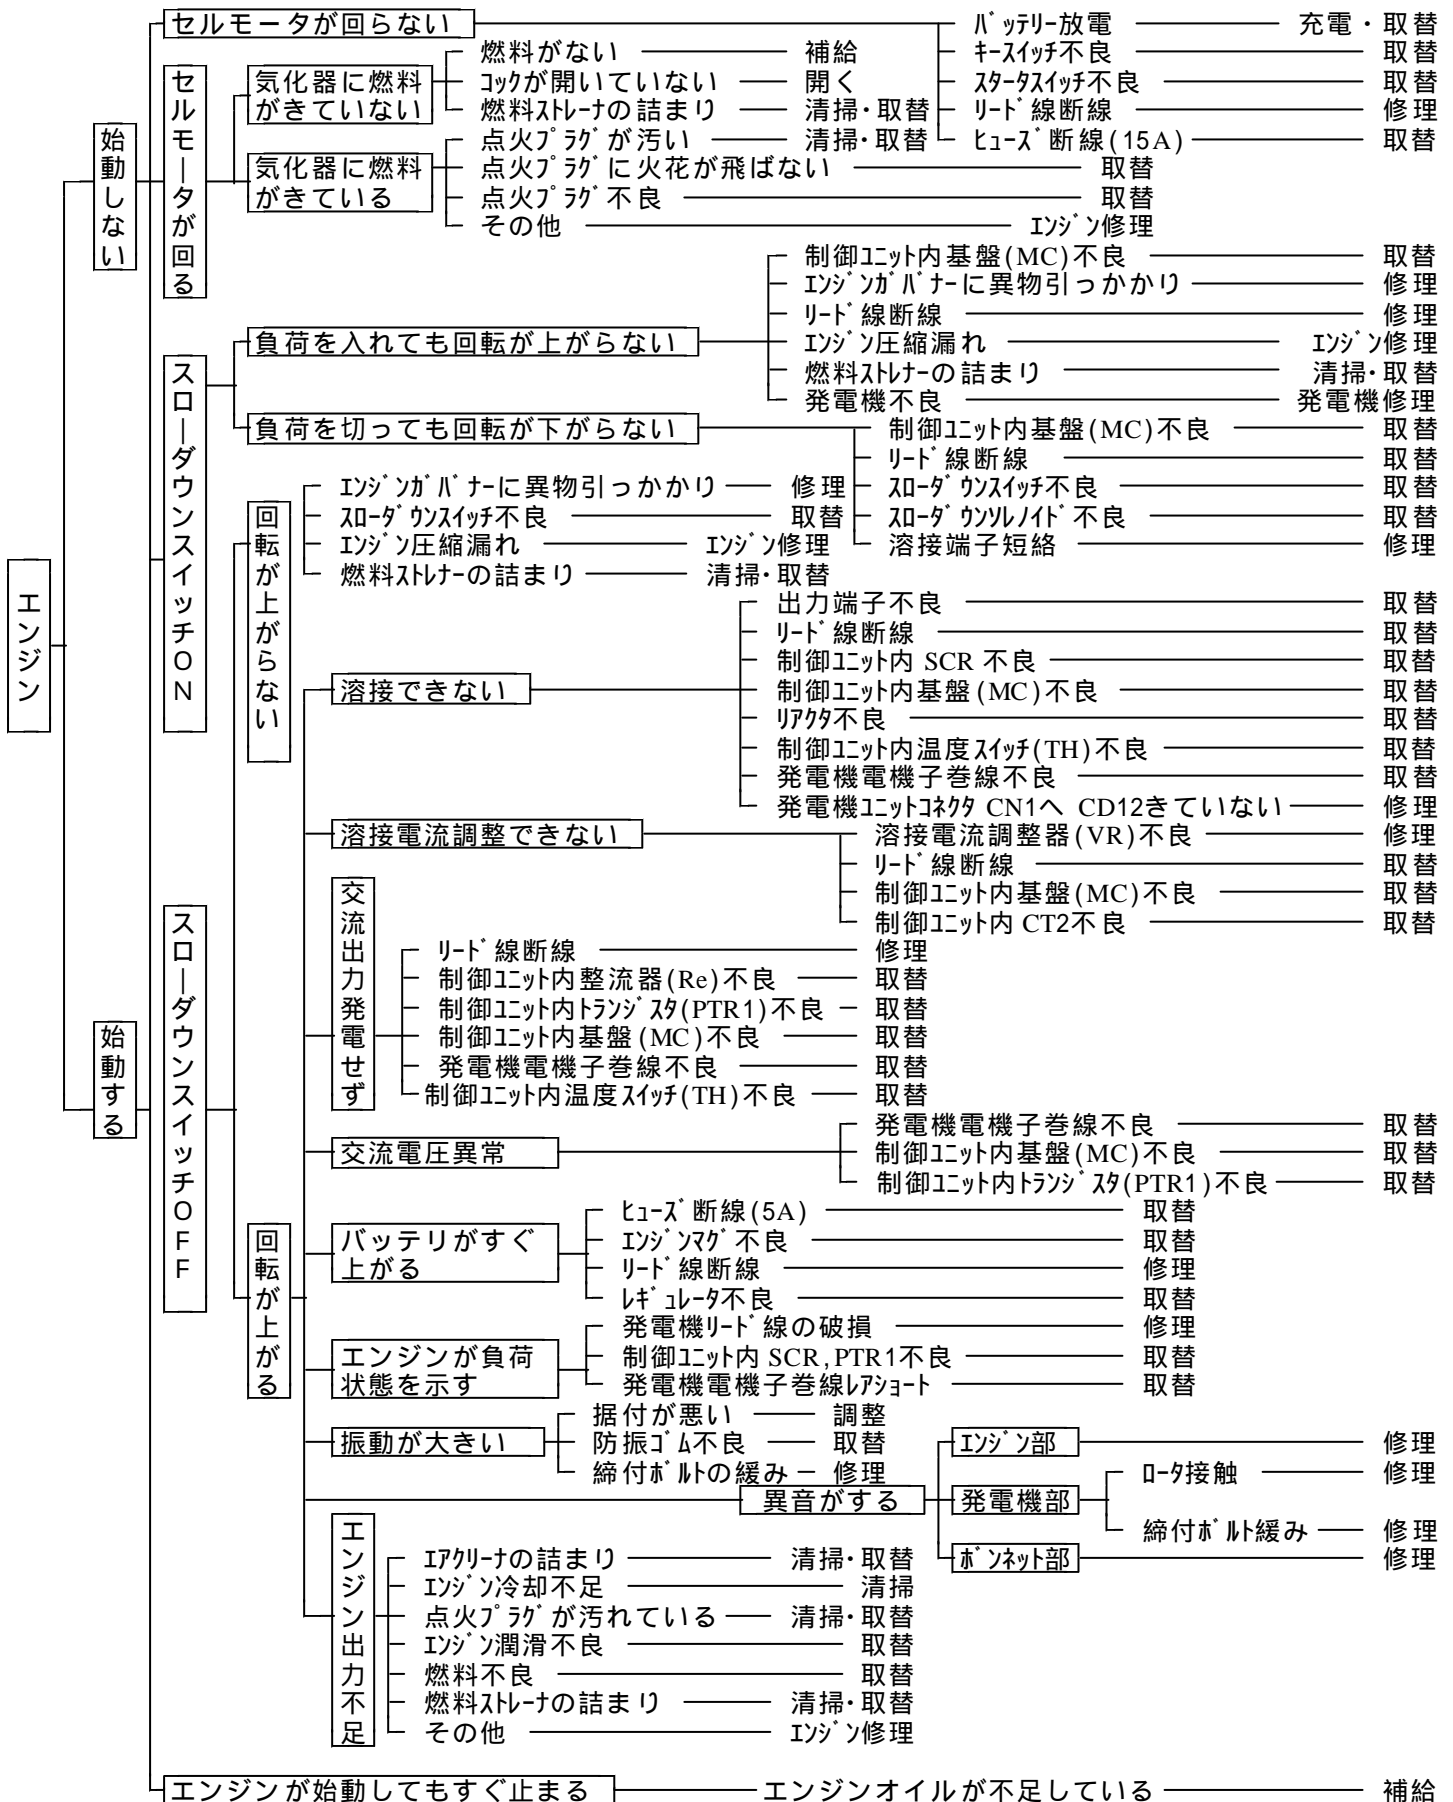 セルモータが回らない
バッテリー放電 充電・取替
キースイッチ不良 取替
スタータスイッチ不良 取替
リード線断線 修理
ヒューズ断線(15A) 取替
始動しない
セルモータが回る
気化器に燃料
がきていない
燃料がない 補給
コックが開いていない 開く
燃料ストレーナの詰まり 清掃・取替
気化器に燃料
がきている
点火プラグが汚い 清掃・取替
点火プラグに火花が飛ばない 取替
点火プラグ不良 取替
その他 エンジン修理
エンジン
始動する
スローダウンスイッチON
負荷を入れても回転が上がらない
制御ユニット内基盤(MC)不良 取替
エンジンガバナーに異物引っかかり 修理
リード線断線 修理
エンジン圧縮漏れ エンジン修理
燃料ストレナーの詰まり 清掃・取替
発電機不良 発電機修理
負荷を切っても回転が下がらない
制御ユニット内基盤(MC)不良 取替
リード線断線 取替
スローダウンスイッチ不良 取替
スローダウンソレノイド不良 取替
溶接端子短絡 修理
スローダウンスイッチOFF
回転が上がらない
エンジンガバナーに異物引っかかり 修理
スローダウンスイッチ不良 取替
エンジン圧縮漏れ エンジン修理
燃料ストレナーの詰まり 清掃・取替
回転が上がる
溶接できない
出力端子不良 取替
リード線断線 取替
制御ユニット内 SCR 不良 取替
制御ユニット内基盤(MC)不良 取替
リアクタ不良 取替
制御ユニット内温度スイッチ(TH)不良 取替
発電機電機子巻線不良 取替
発電機ユニットコネクタ CN1へ CD12きていない 修理
溶接電流調整できない
溶接電流調整器(VR)不良 修理
リード線断線 取替
制御ユニット内基盤(MC)不良 取替
制御ユニット内 CT2不良 取替
交流出力発電せず
リード線断線 修理
制御ユニット内整流器(Re)不良 取替
制御ユニット内トランジスタ(PTR1)不良 取替
制御ユニット内基盤(MC)不良 取替
発電機電機子巻線不良 取替
制御ユニット内温度スイッチ(TH)不良 取替
交流電圧異常
発電機電機子巻線不良 取替
制御ユニット内基盤(MC)不良 取替
制御ユニット内トランジスタ(PTR1)不良 取替
バッテリがすぐ
上がる
ヒューズ断線(5A) 取替
エンジンマグ不良 取替
リード線断線 修理
レギュレータ不良 取替
エンジンが負荷
状態を示す
発電機リード線の破損 修理
制御ユニット内 SCR,PTR1不良 取替
発電機電機子巻線レアショート 取替
振動が大きい
据付が悪い 調整
防振ゴム不良 取替
締付ボルトの緩み 修理
異音がする
エンジン部 修理
発電機部
ロータ接触 修理
締付ボルト緩み 修理
ボンネット部 修理
エンジン出力不足
エアクリーナの詰まり 清掃・取替
エンジン冷却不足 清掃
点火プラグが汚れている 清掃・取替
エンジン潤滑不良 取替
燃料不良 取替
燃料ストレーナの詰まり 清掃・取替
その他 エンジン修理
エンジンが始動してもすぐ止まる エンジンオイルが不足している 補給